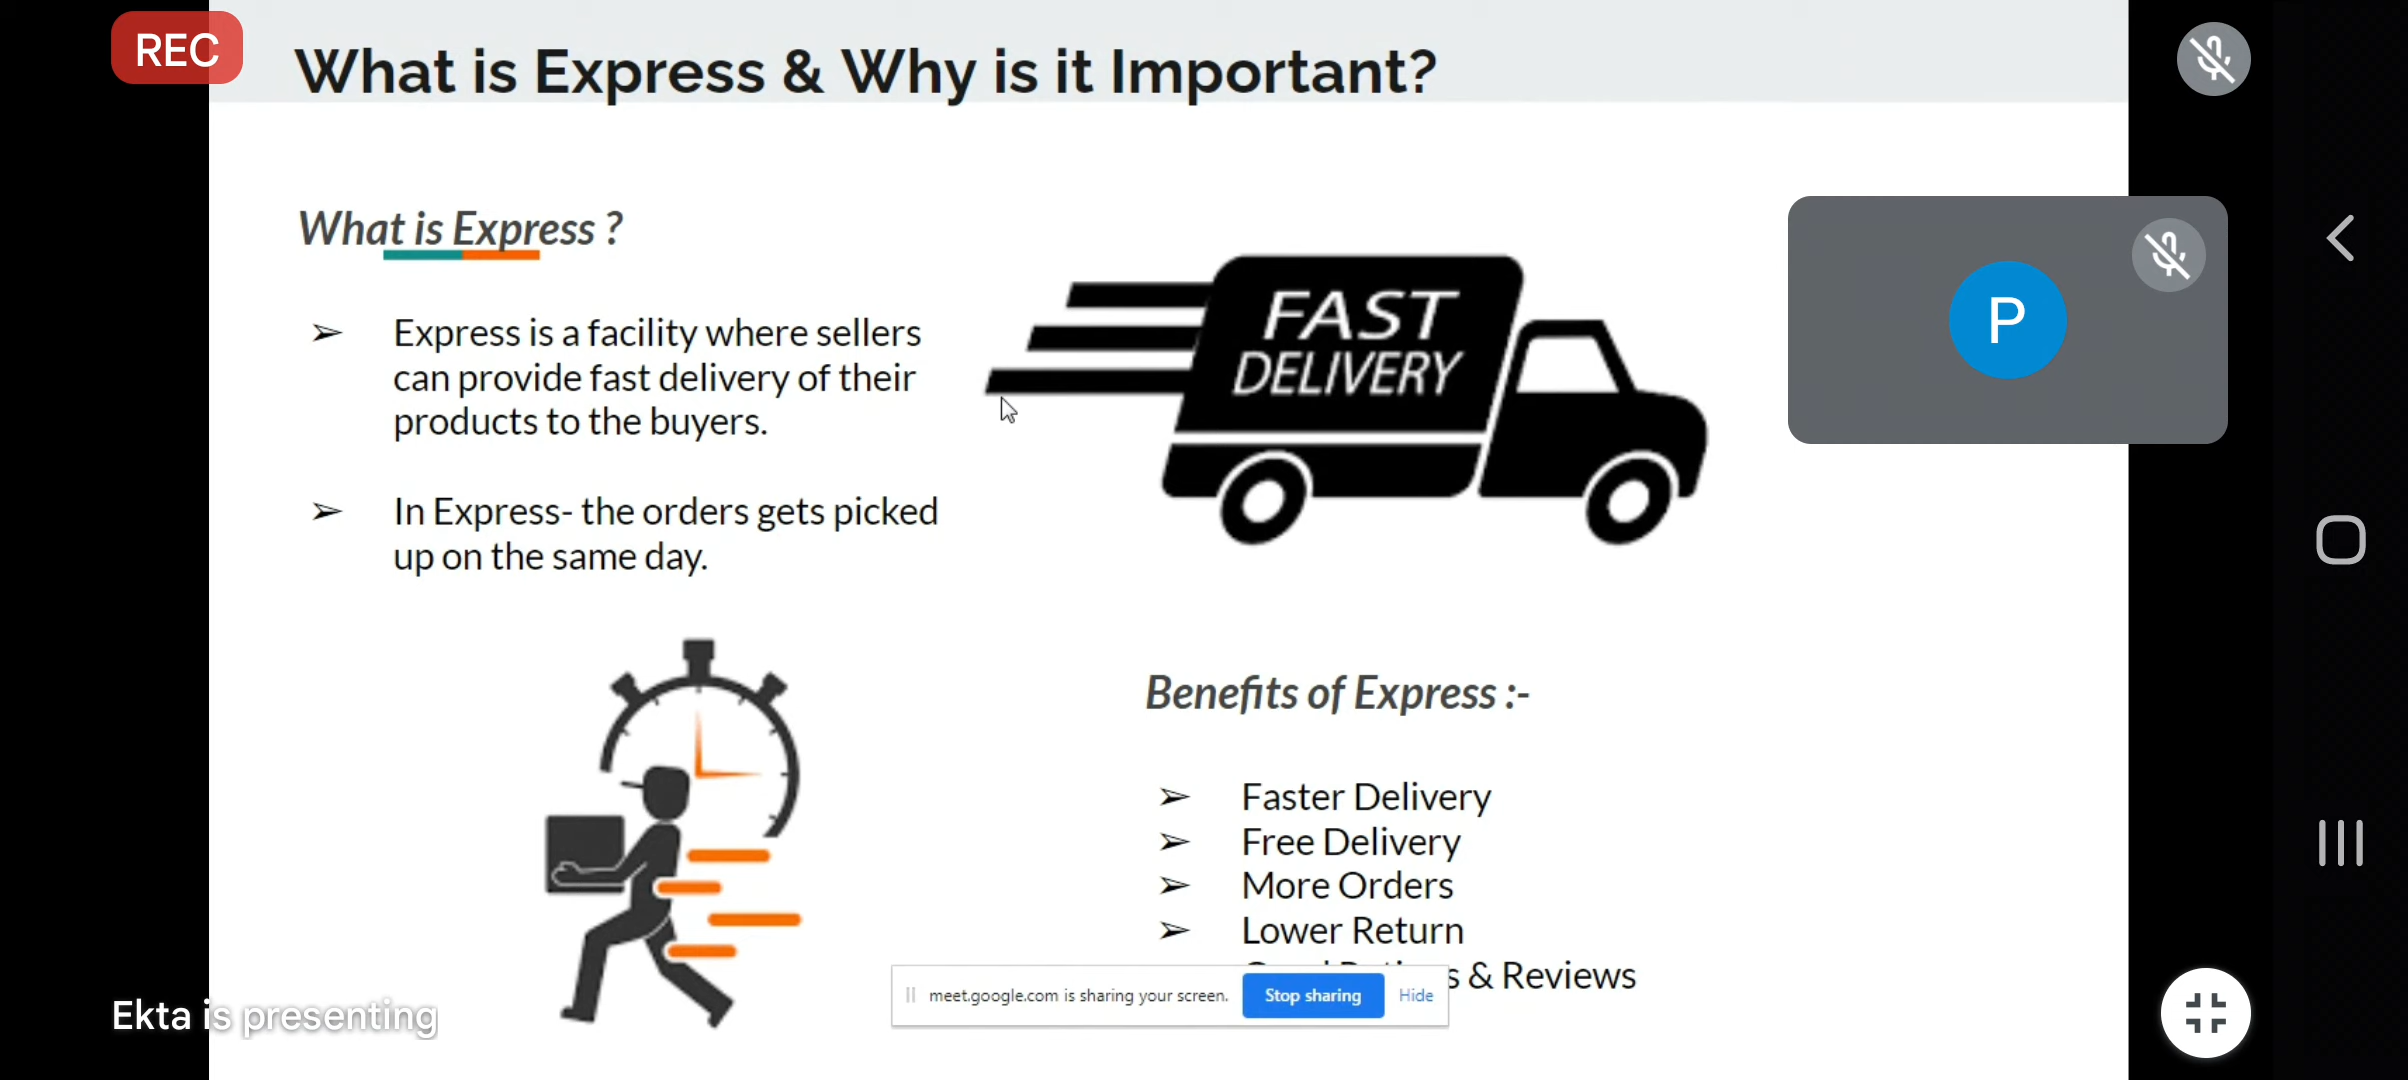 REC
What is Express & Why is it Important?
What is Express ?
➢ Express is a facility where sellers
can provide fast delivery of their
products to the buyers.
➢ In Express- the orders gets picked
up on the same day.
FAST
DELIVERY
P
Benefits of Express :-
➢ Faster Delivery
➢ Free Delivery
➢ More Orders
➢ Lower Return
& Reviews
meet.google.com is sharing your screen. Stop sharing Hide
Ekta is presenting